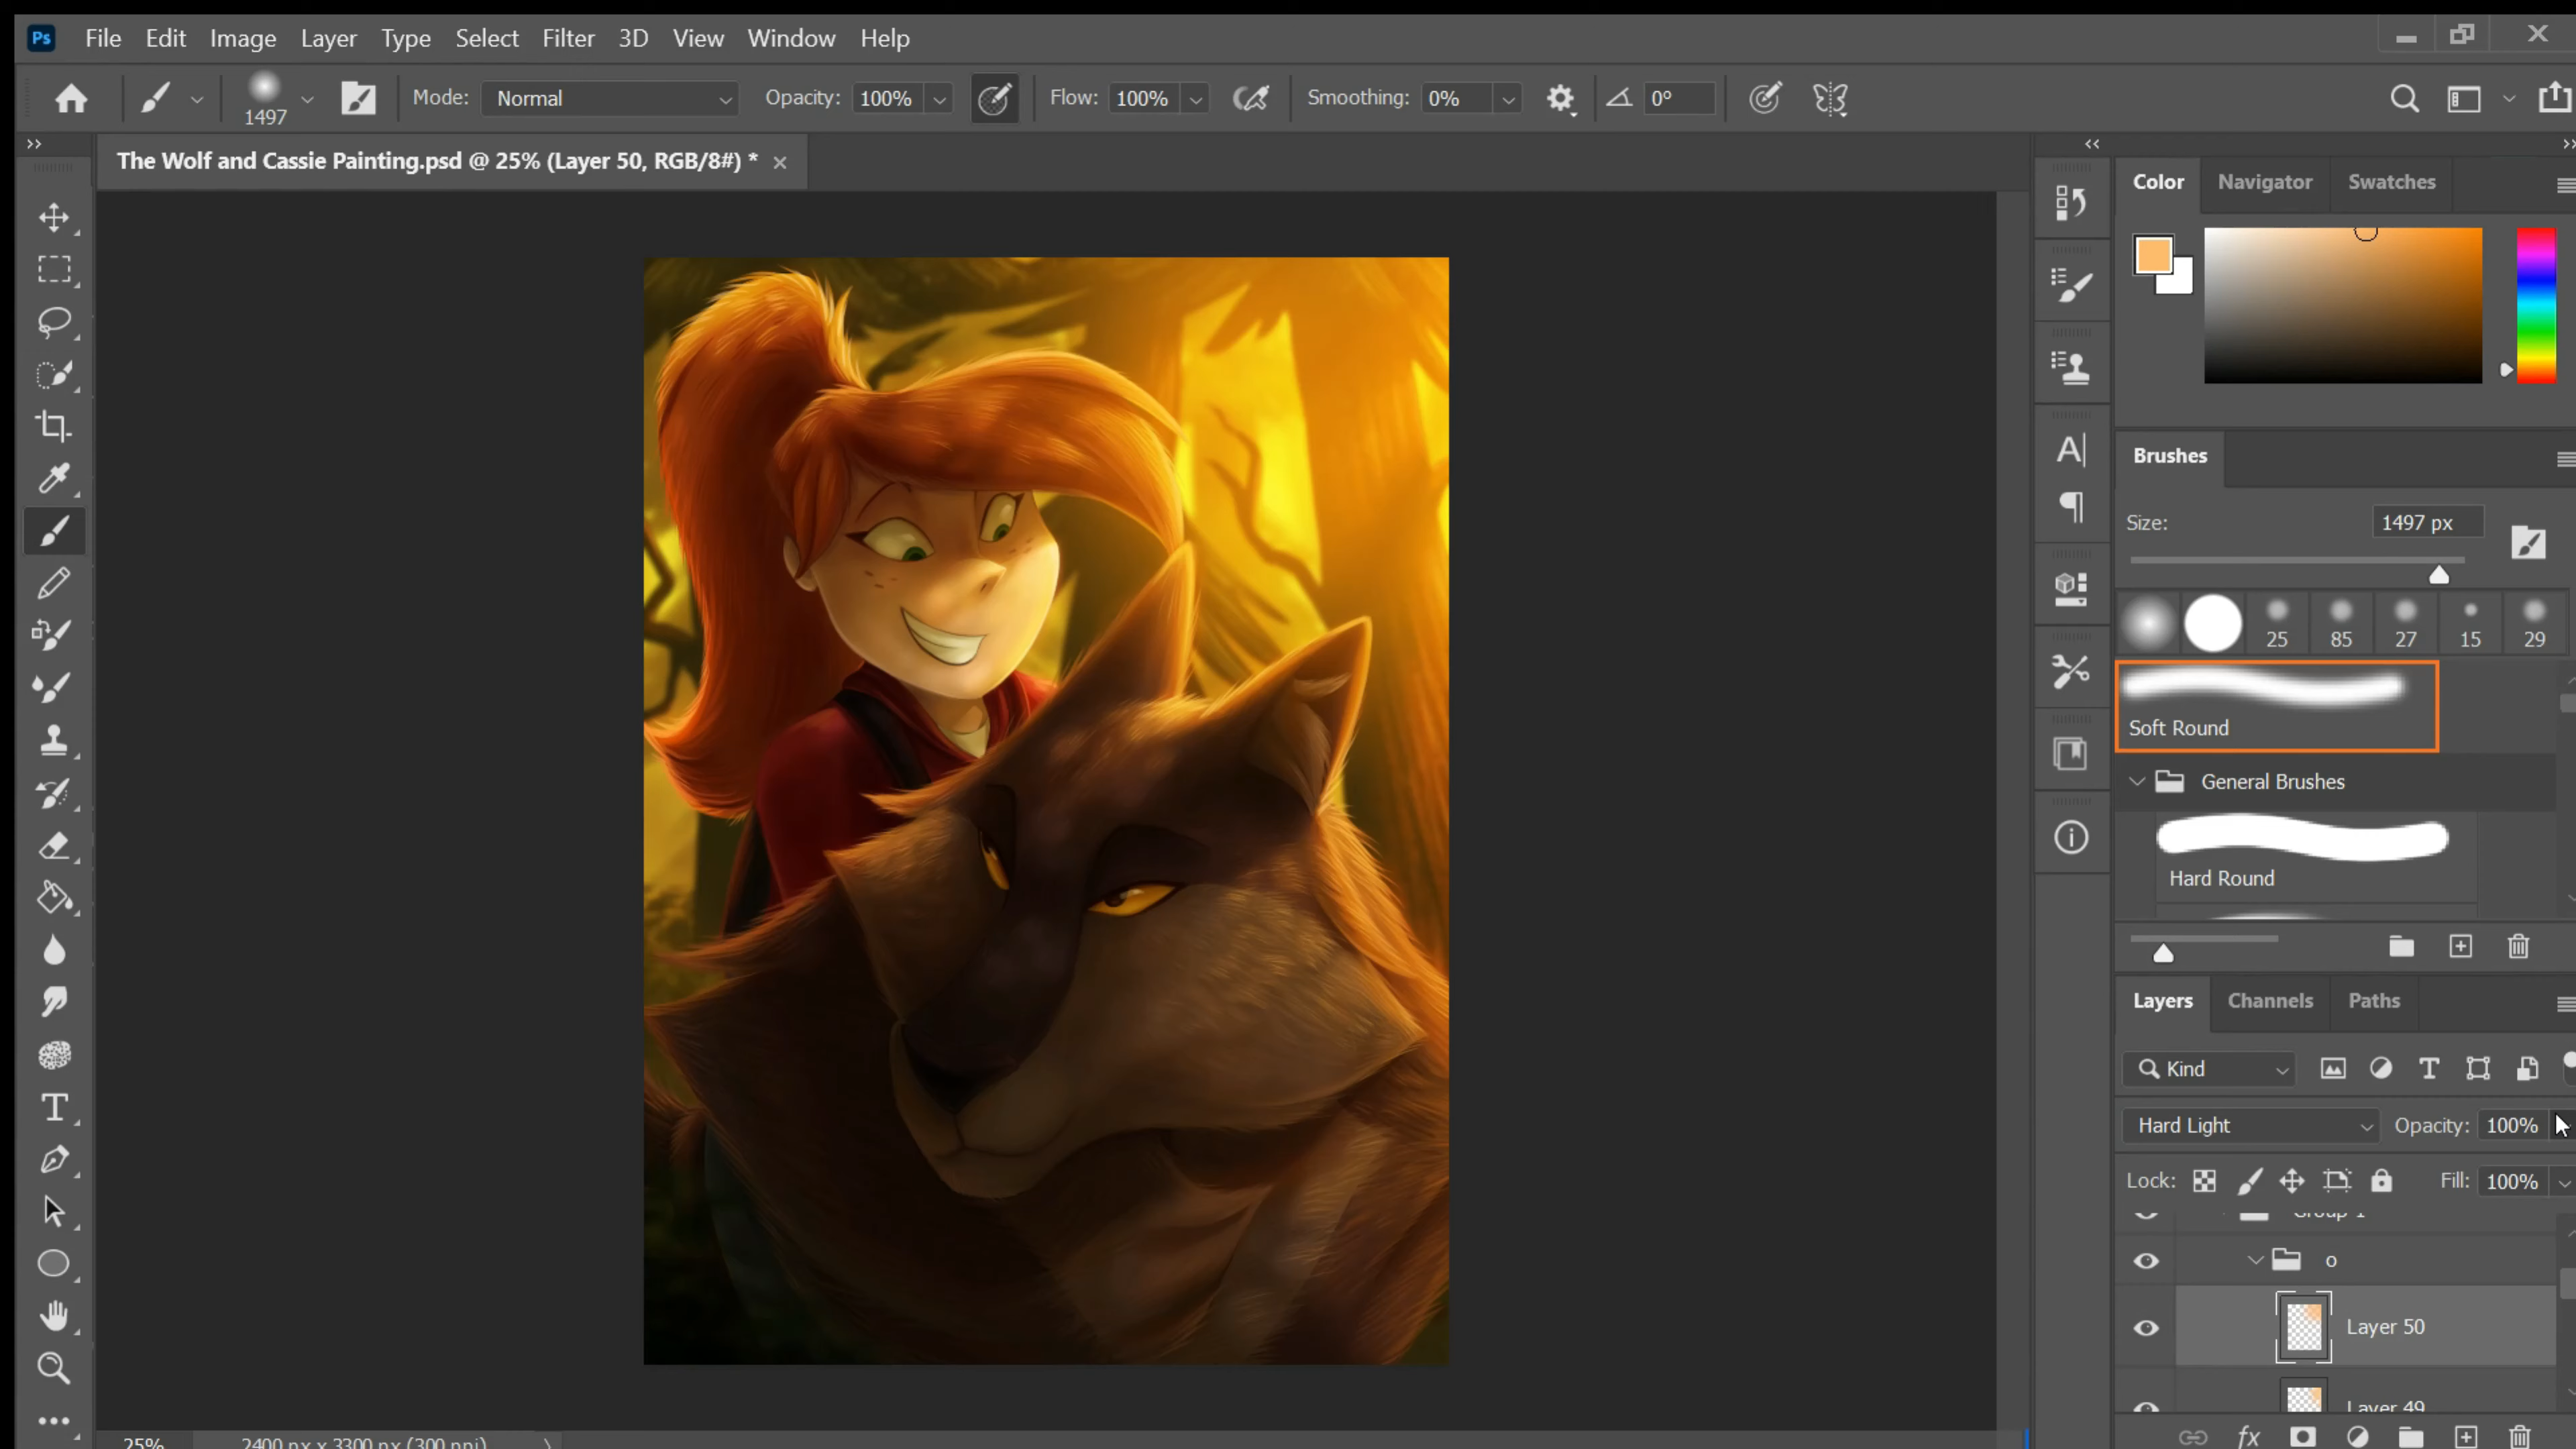 Ps File Edit Image Layer Type Select Filter 3D View Window Help
1497 Mode: Normal Opacity: 100% Flow: 100% Smoothing: 0% 0°
The Wolf and Cassie Painting.psd @ 25% (Layer 50, RGB/8#) *
Color Navigator Swatches
Brushes
Size: 1497 px
25 85 27 15 29
Soft Round
General Brushes
Hard Round
Layers Channels Paths
Kind
Hard Light Opacity: 100%
Lock: Fill: 100%
Group 1
o
Layer 50
Layer 49
fx
25% 2400 px x 3300 px (300 ppi)